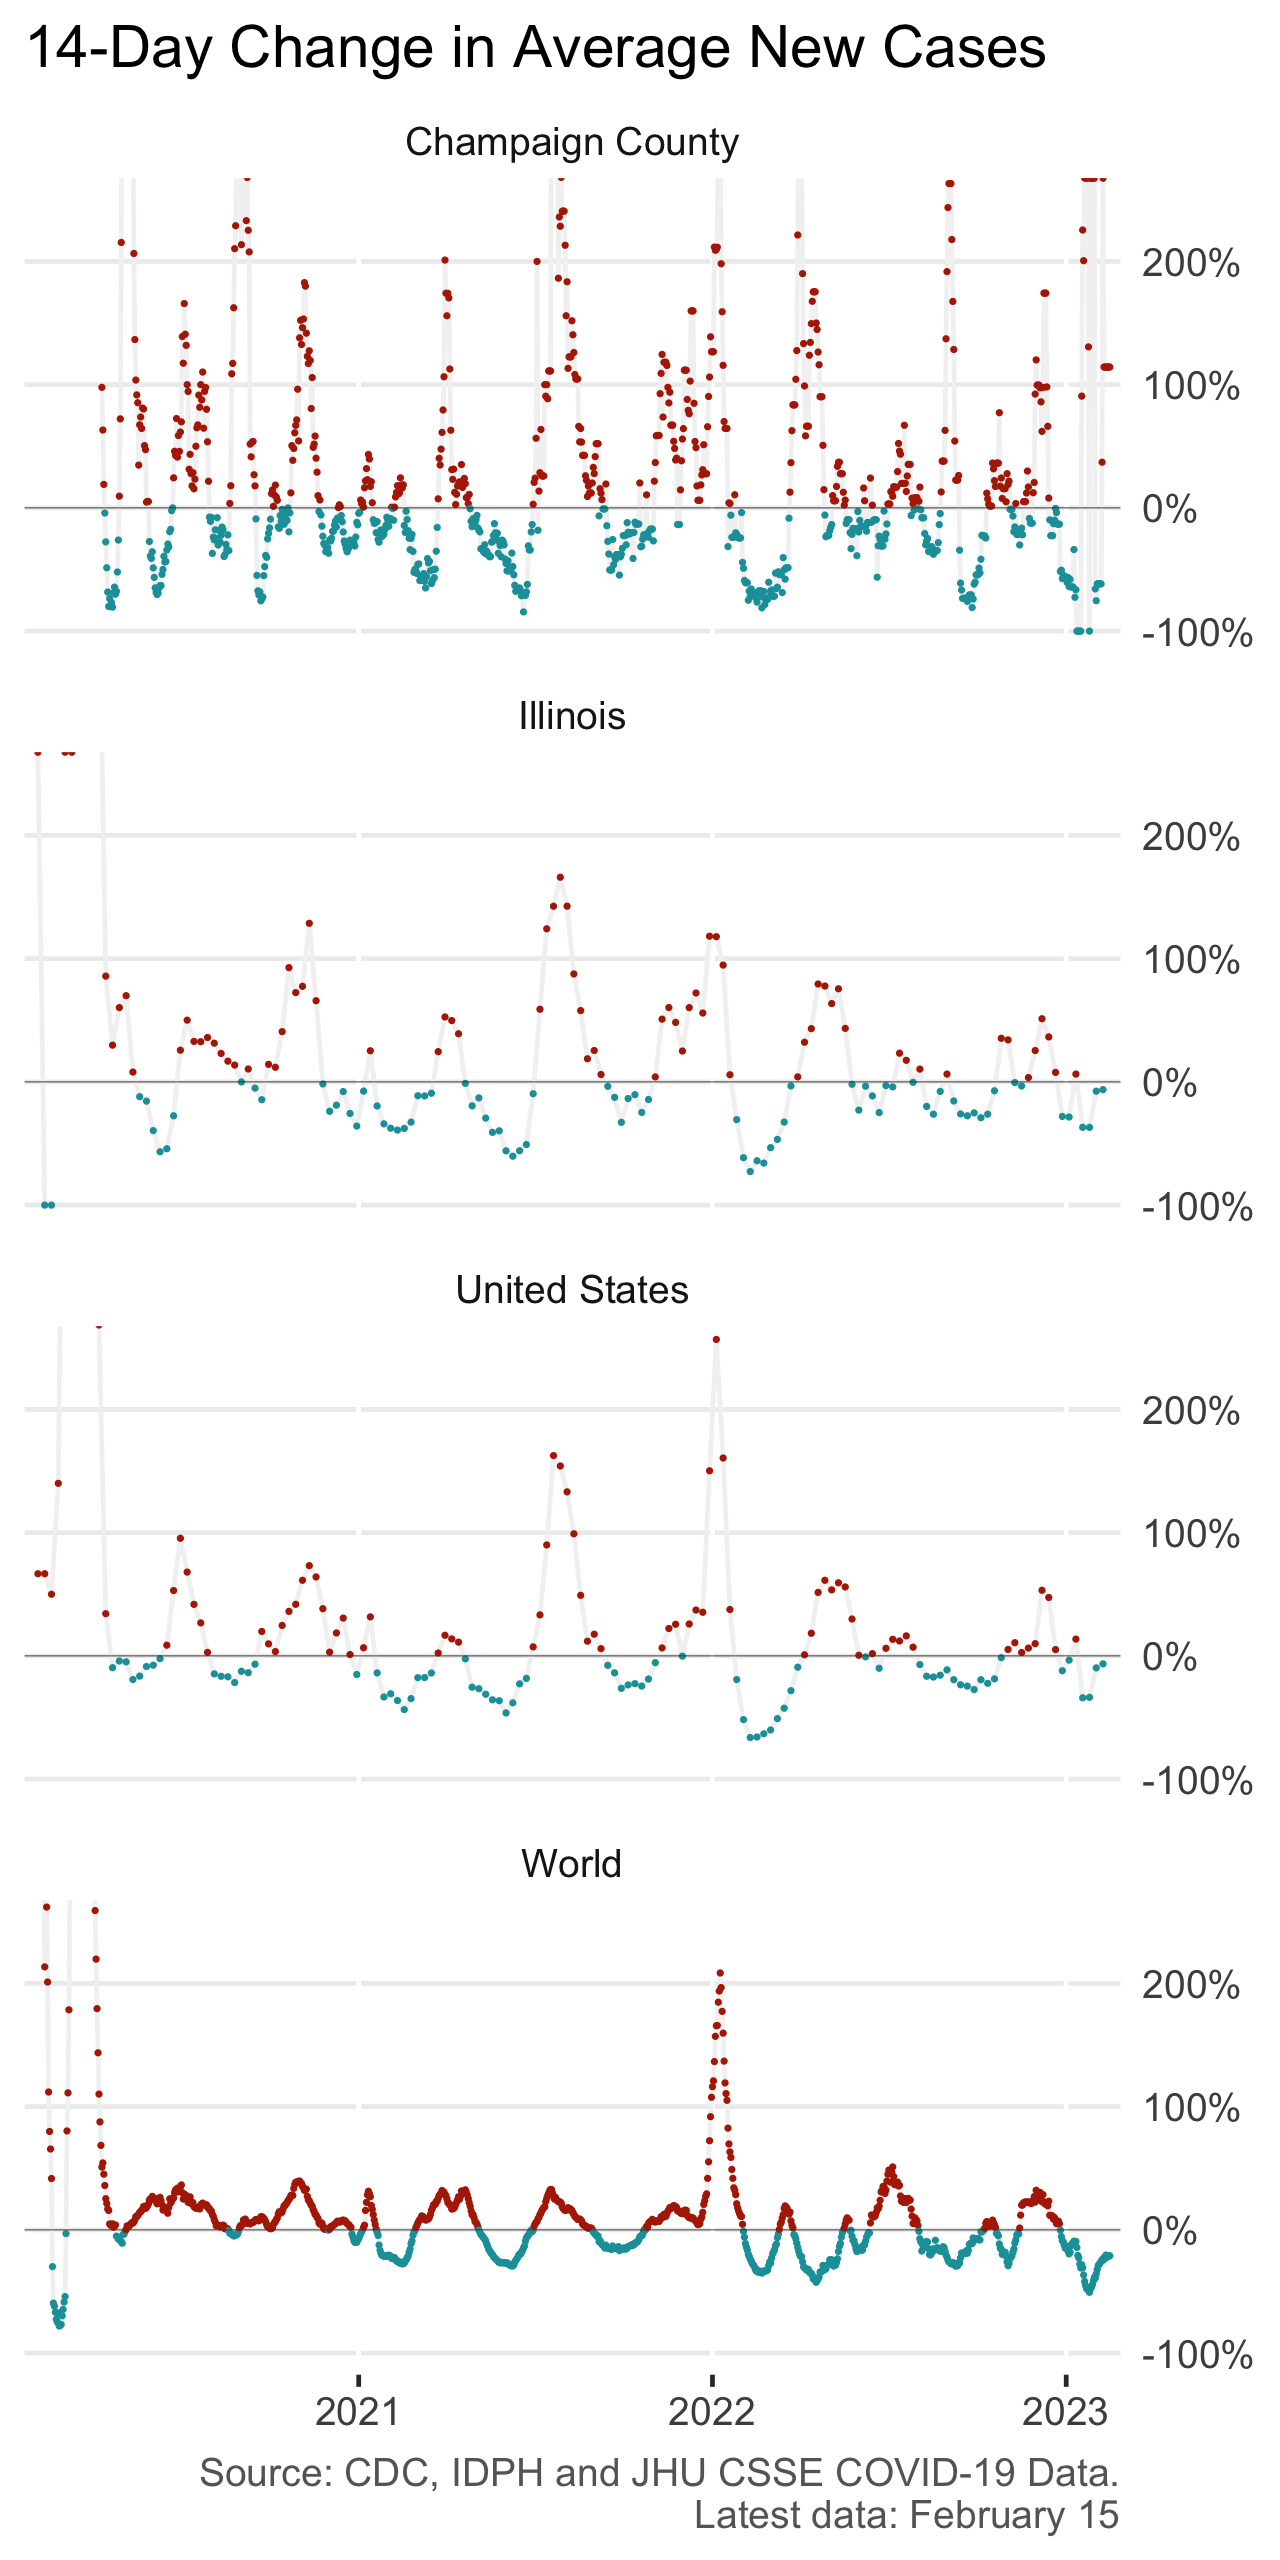 14-Day Change in Average New Cases
Champaign County
200%
100%
0%
-100%
Illinois
200%
100%
0%
-100%
United States
200%
100%
0%
-100%
World
200%
100%
0%
-100%
2021 2022 2023
Source: CDC, IDPH and JHU CSSE COVID-19 Data.
Latest data: February 15